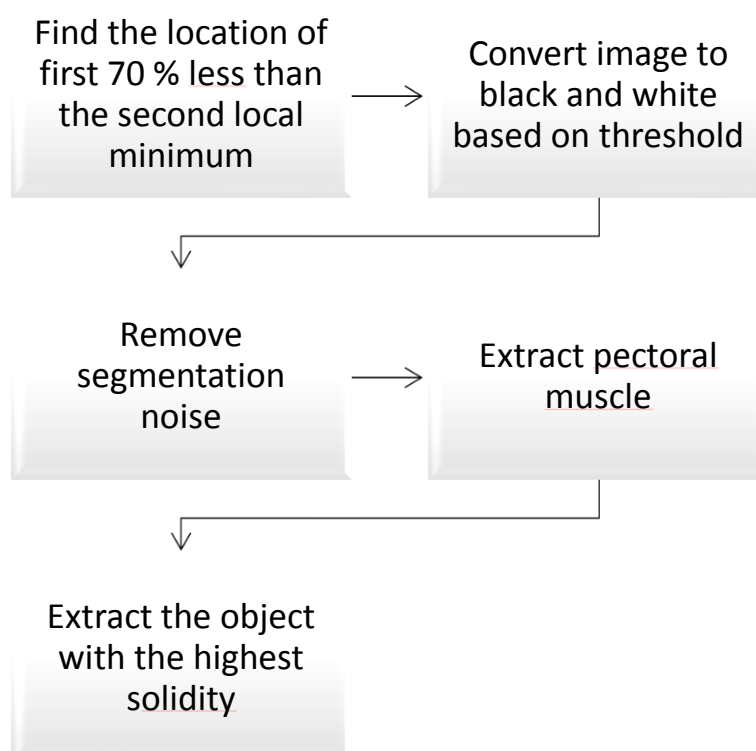 Find the location of
first 70 % less than
the second local
minimum
Convert image to
black and white
based on threshold
Remove
segmentation
noise
Extract pectoral
muscle
Extract the object
with the highest
solidity